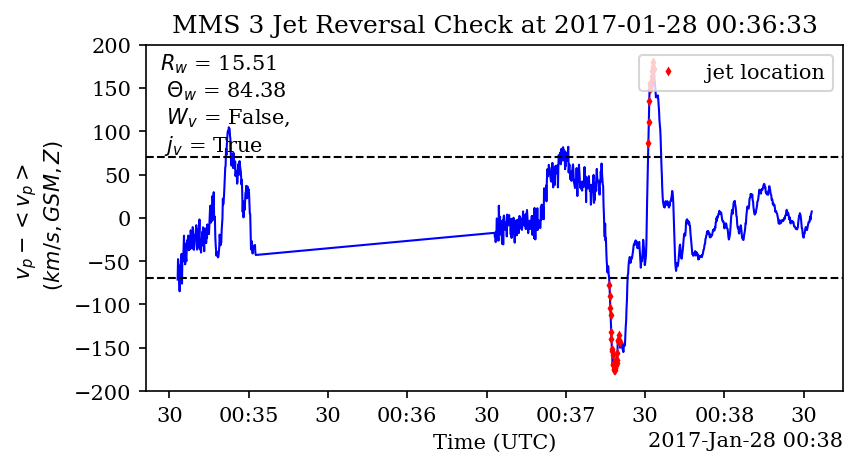 MMS 3 Jet Reversal Check at 2017-01-28 00:36:33
R_w = 15.51
Θ_w = 84.38
W_v = False,
j_v = True
jet location
v_p − < v_p >
(km/s, GSM, Z)
200
150
100
50
0
−50
−100
−150
−200
30 00:35 30 00:36 30 00:37 30 00:38 30
Time (UTC)
2017-Jan-28 00:38